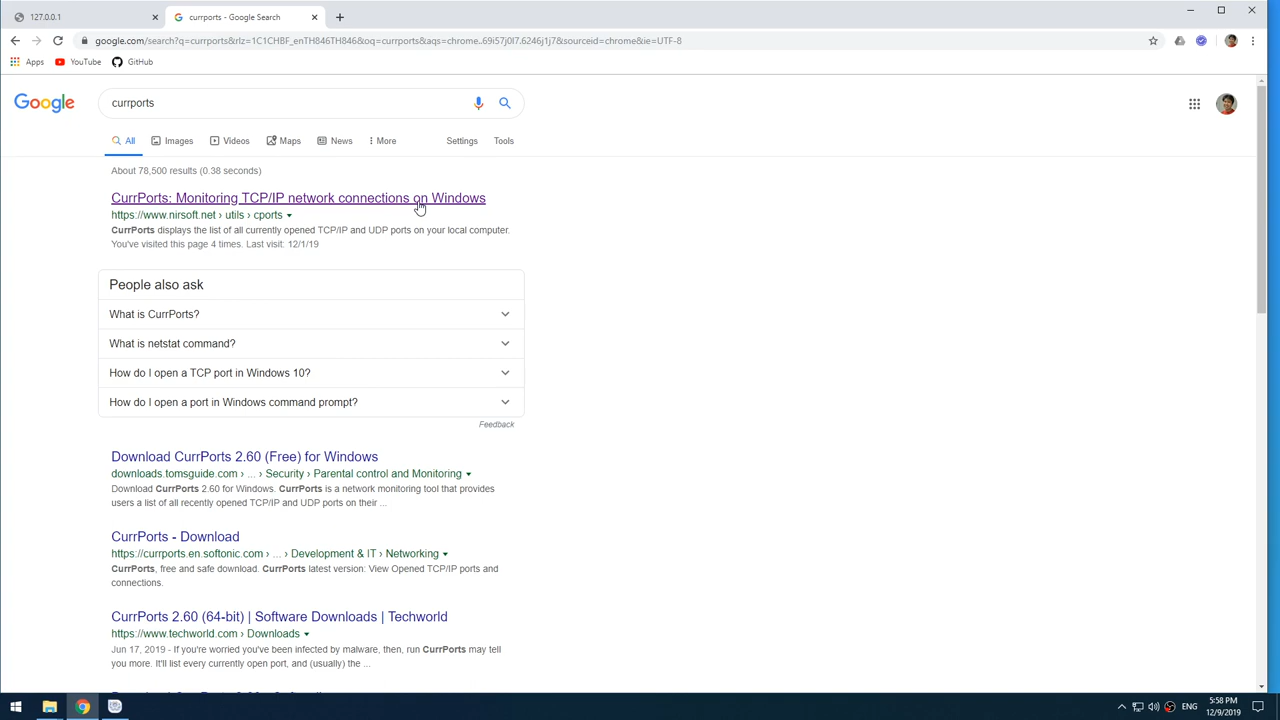 127.0.0.1
currports - Google Search
google.com/search?q=currports&rlz=1C1CHBF_enTH846TH846&oq=currports&aqs=chrome..69i57j0l7.6246j1j7&sourceid=chrome&ie=UTF-8
Apps YouTube GitHub
Google
currports
All Images Videos Maps News More Settings Tools
About 78,500 results (0.38 seconds)
CurrPorts: Monitoring TCP/IP network connections on Windows
https://www.nirsoft.net › utils › cports
CurrPorts displays the list of all currently opened TCP/IP and UDP ports on your local computer.
You've visited this page 4 times. Last visit: 12/1/19
People also ask
What is CurrPorts?
What is netstat command?
How do I open a TCP port in Windows 10?
How do I open a port in Windows command prompt?
Feedback
Download CurrPorts 2.60 (Free) for Windows
downloads.tomsguide.com › ... › Security › Parental control and Monitoring
Download CurrPorts 2.60 for Windows. CurrPorts is a network monitoring tool that provides
users a list of all recently opened TCP/IP and UDP ports on their ...
CurrPorts - Download
https://currports.en.softonic.com › ... › Development & IT › Networking
CurrPorts, free and safe download. CurrPorts latest version: View Opened TCP/IP ports and
connections.
CurrPorts 2.60 (64-bit) | Software Downloads | Techworld
https://www.techworld.com › Downloads
Jun 17, 2019 - If you're worried you've been infected by malware, then, run CurrPorts may tell
you more. It'll list every currently open port, and (usually) the ...
ENG
5:58 PM
12/9/2019